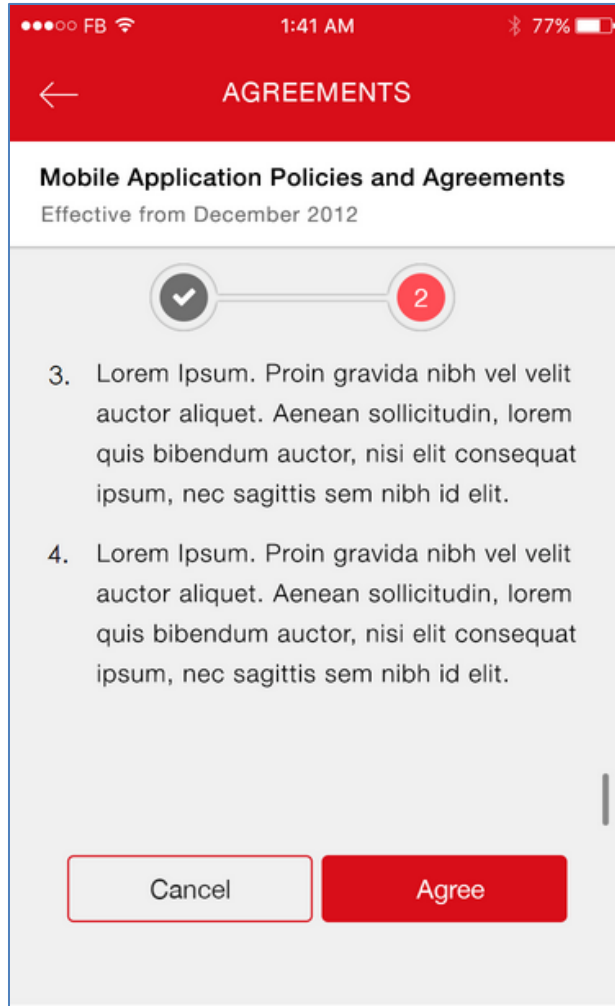 FB 1:41 AM 77%
AGREEMENTS
Mobile Application Policies and Agreements
Effective from December 2012
2
3. Lorem Ipsum. Proin gravida nibh vel velit
auctor aliquet. Aenean sollicitudin, lorem
quis bibendum auctor, nisi elit consequat
ipsum, nec sagittis sem nibh id elit.
4. Lorem Ipsum. Proin gravida nibh vel velit
auctor aliquet. Aenean sollicitudin, lorem
quis bibendum auctor, nisi elit consequat
ipsum, nec sagittis sem nibh id elit.
Cancel Agree